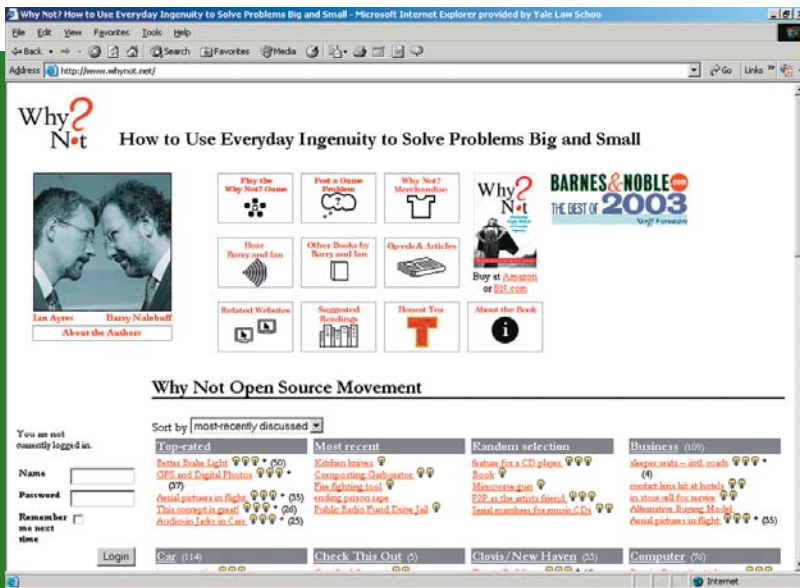 Why Not? How to Use Everyday Ingenuity to Solve Problems Big and Small - Microsoft Internet Explorer provided by Yale Law Schoo
File Edit View Favorites Tools Help
Back Search Favorites Media
Address http://www.whynot.net/ Go Links »
Why?
Not
How to Use Everyday Ingenuity to Solve Problems Big and Small
Play the
Why Not? Game
Post a Game
Problem
Why Not?
Merchandise
Why?
Not
BARNES&NOBLE.com
THE BEST OF 2003
Hear
Barry and Ian
Other Books by
Barry and Ian
Op-eds & Articles
Buy at Amazon
or BN.com
Ian Ayres Barry Nalebuff
About the Authors
Related Websites
Suggested
Readings
Honest Tea
About the Book
Why Not Open Source Movement
Sort by most-recently discussed
You are not
currently logged in.
Name
Password
Remember
me next
time
Login
Top-rated
Better Brake Light * (50)
GPS and Digital Photos *
(37)
Aerial pictures in flight * (35)
This concept is great! * (26)
Audio-in Jacks in Cars * (25)
Most recent
Kitchen knives
Composting Garborator
Fire fighting tool
ending prison rape
Public Radio Fund Drive Jail
Random selection
feature for a CD player
Book
Microwave gun
P2P as the artists friend
Serial numbers for music CDs
Business (109)
sleeper seats -- intl. coach *
(4)
contact lens kit at hotels
in store cell for service
Alternative Buying Model
Aerial pictures in flight * (35)
Car (114)
Check This Out (5)
Clovis/New Haven (33)
Computer (76)
Internet